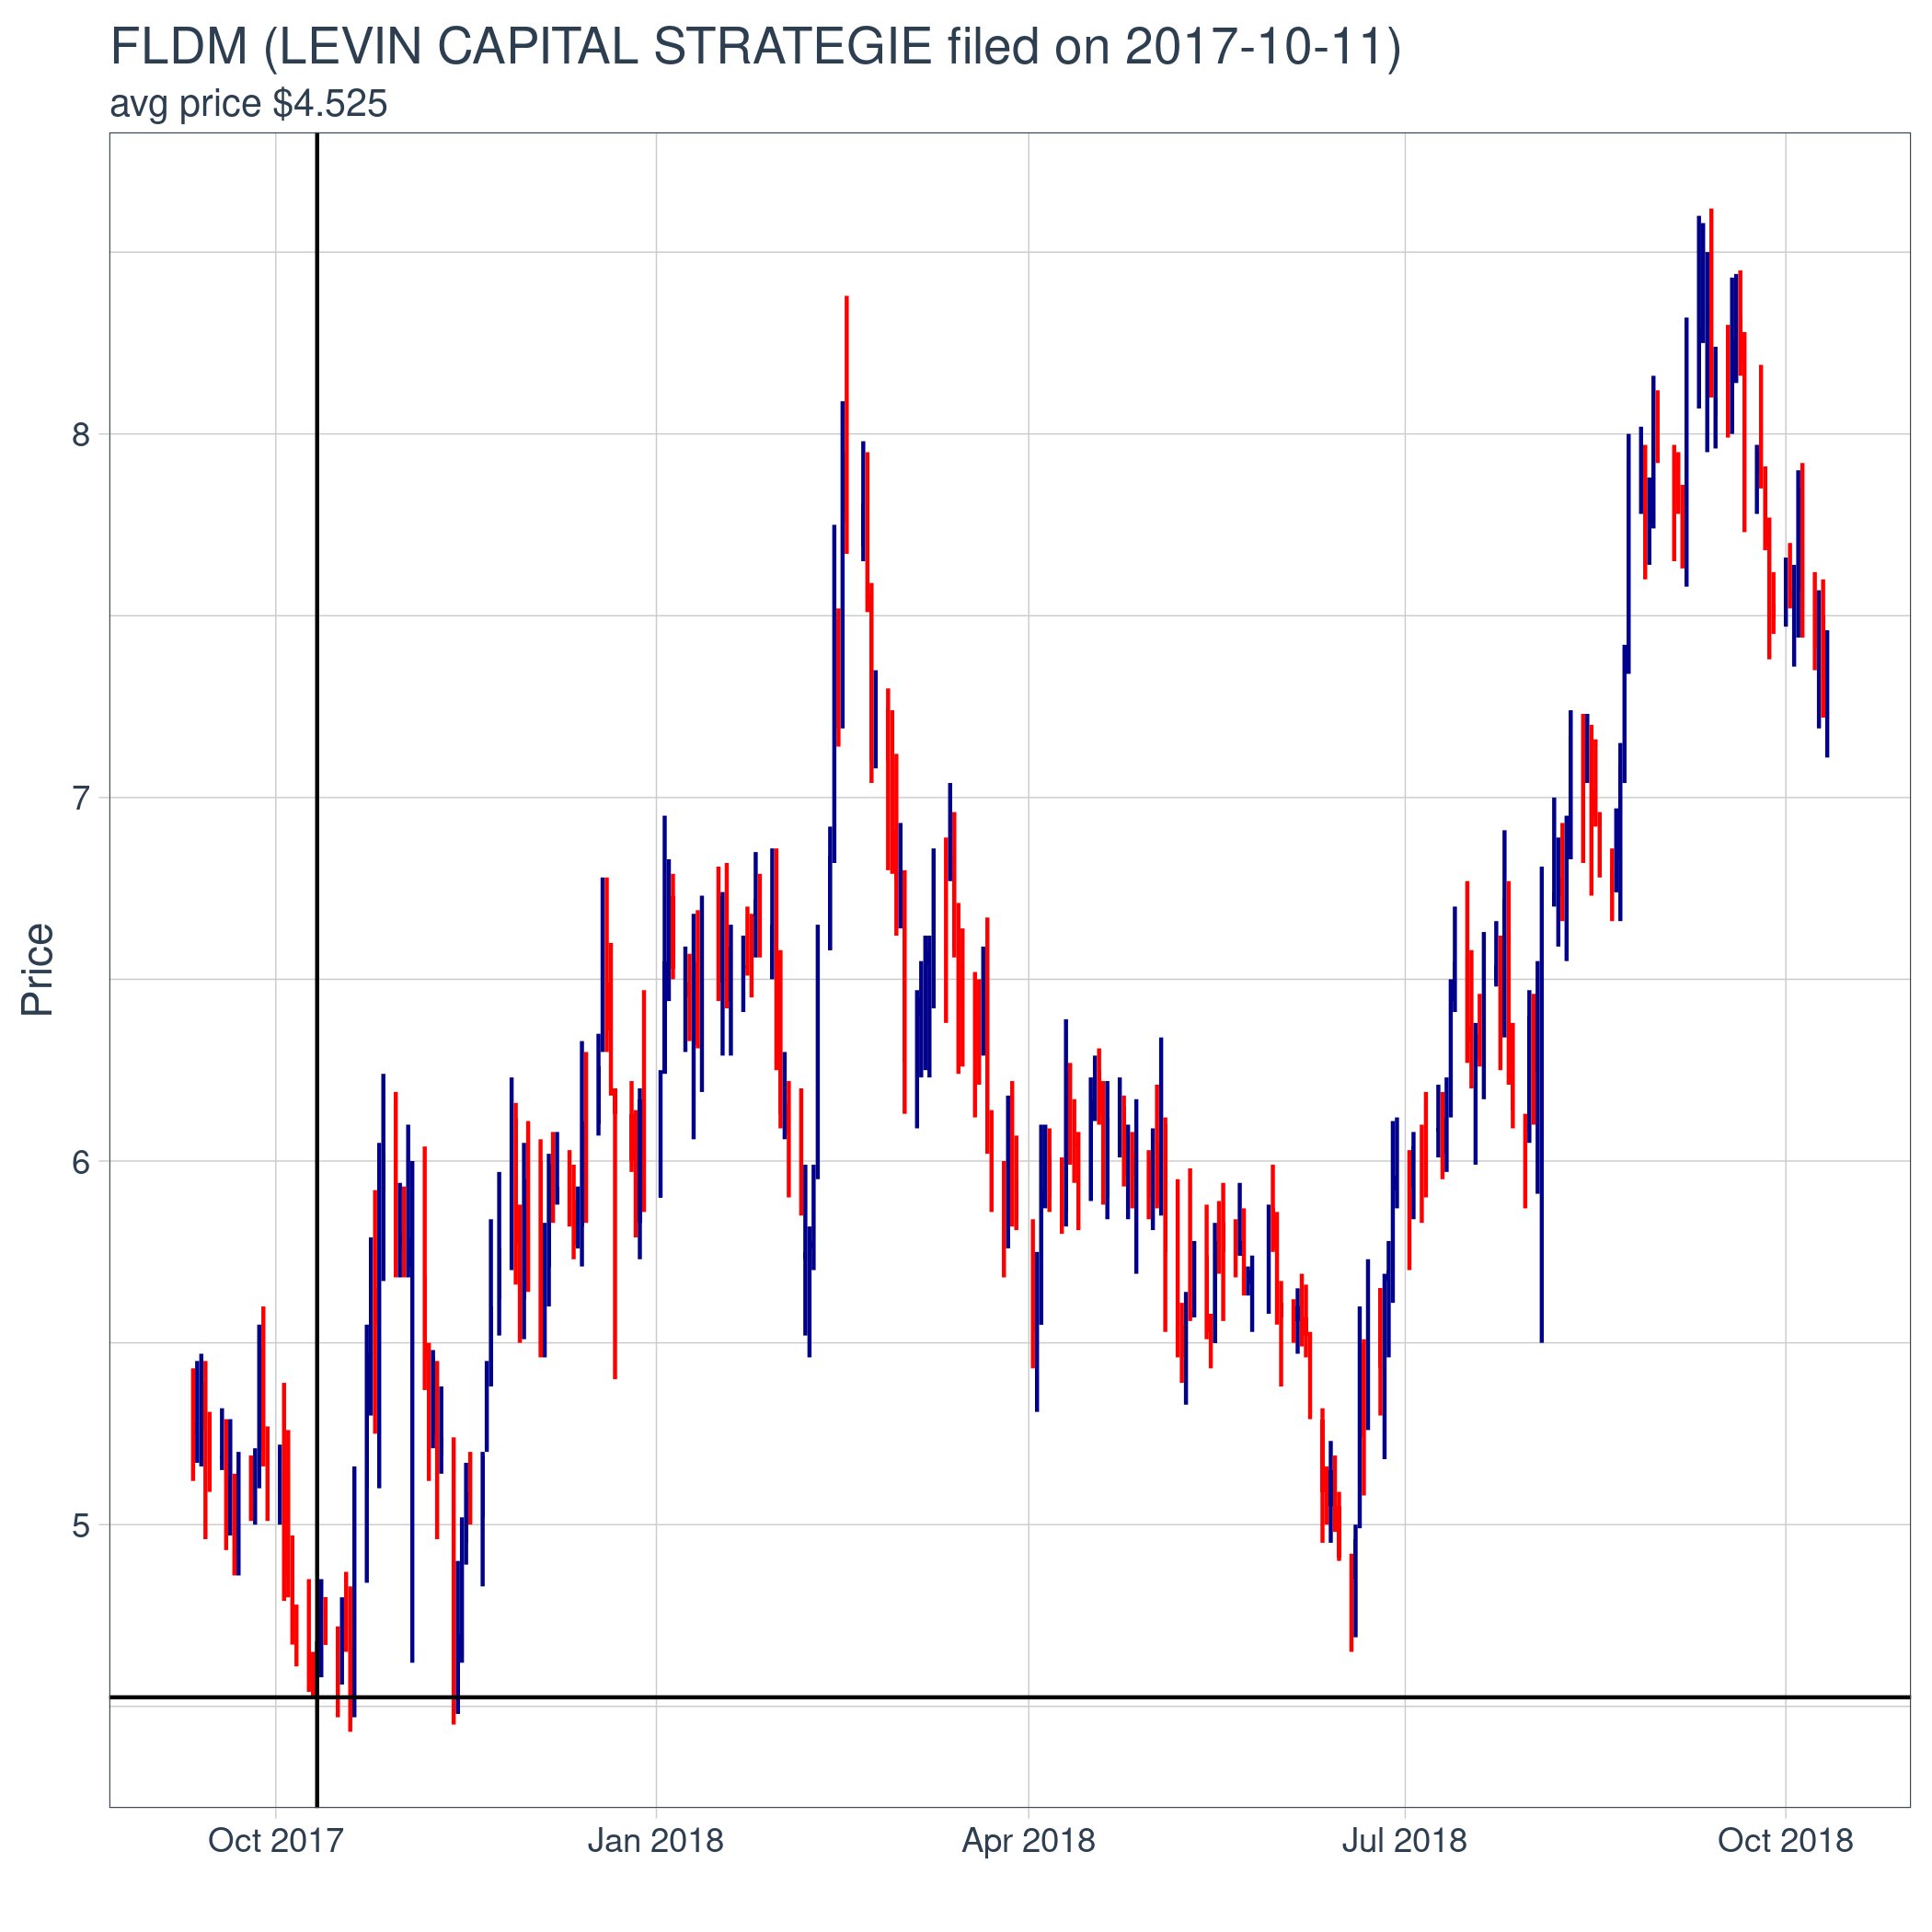 FLDM (LEVIN CAPITAL STRATEGIE filed on 2017-10-11)
avg price $4.525
8
7
6
5
Price
Oct 2017 Jan 2018 Apr 2018 Jul 2018 Oct 2018